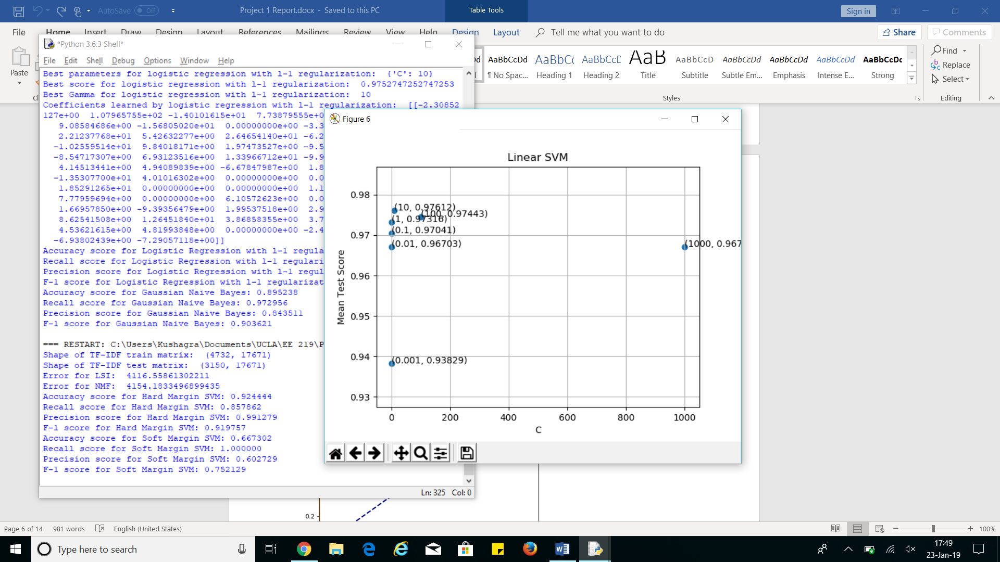 AutoSave Off
Project 1 Report.docx - Saved to this PC
Table Tools
Sign in
File Home Insert Draw Design Layout References Mailings Review View Help Design Layout Tell me what you want to do
Share Comments
Paste
AaBbCcDd AaBbC AaBbCcD AaB AaBbCcD AaBbCcDd AaBbCcDd AaBbCcDd AaBbCcDc
¶ No Spac... Heading 1 Heading 2 Title Subtitle Subtle Em... Emphasis Intense E... Strong
Styles
Find
Replace
Select
Editing
*Python 3.6.3 Shell*
File Edit Shell Debug Options Window Help
Best parameters for logistic regression with l-1 regularization: {'C': 10}
Best score for logistic regression with l-1 regularization: 0.9752747252747253
Best Gamma for logistic regression with l-1 regularization: 10
Coefficients learned by logistic regression with l-1 regularization: [[-2.30852
127e+00 1.07965755e+02 -1.40101615e+01 7.73879555e+0
9.08584686e+00 -1.56805020e+01 0.00000000e+00 -3.3
2.21237768e+01 5.42632277e+00 2.64654140e+01 -6.2
-1.02559514e+01 9.84018171e+00 1.97473527e+00 -9.5
-8.54717307e+00 6.93123516e+00 1.33966712e+01 -9.9
4.14513441e+00 4.94089839e+00 -6.67847987e+00 1.8
-1.35307700e+01 4.01016302e+00 0.00000000e+00 0.0
1.85291265e+01 0.00000000e+00 0.00000000e+00 1.1
7.77959694e+00 0.00000000e+00 6.10572623e+00 0.0
1.66957850e+01 -9.39356479e+00 1.99537518e+00 2.9
8.62541508e+00 1.26451840e+01 3.86858355e+00 3.7
4.53621615e+00 4.81993848e+00 0.00000000e+00 -2.4
-6.93802439e+00 -7.29057118e+00]]
Accuracy score for Logistic Regression with l-1 regula
Recall score for Logistic Regression with l-1 regulari
Precision score for Logistic Regression with l-1 regul
F-1 score for Logistic Regression with l-1 regularizat
Accuracy score for Gaussian Naive Bayes: 0.895238
Recall score for Gaussian Naive Bayes: 0.972956
Precision score for Gaussian Naive Bayes: 0.843511
F-1 score for Gaussian Naive Bayes: 0.903621
=== RESTART: C:\Users\Kushagra\Documents\UCLA\EE 219\P
Shape of TF-IDF train matrix: (4732, 17671)
Shape of TF-IDF test matrix: (3150, 17671)
Error for LSI: 4116.55861302211
Error for NMF: 4154.1833496899435
Accuracy score for Hard Margin SVM: 0.924444
Recall score for Hard Margin SVM: 0.857862
Precision score for Hard Margin SVM: 0.991279
F-1 score for Hard Margin SVM: 0.919757
Accuracy score for Soft Margin SVM: 0.667302
Recall score for Soft Margin SVM: 1.000000
Precision score for Soft Margin SVM: 0.602729
F-1 score for Soft Margin SVM: 0.752129
Ln: 325 Col: 0
Figure 6
Linear SVM
Mean Test Score
0.98
0.97
0.96
0.95
0.94
0.93
(10, 0.97612)
(100, 0.97443)
(1, 0.97316)
(0.1, 0.97041)
(0.01, 0.96703)
(1000, 0.967
(0.001, 0.93829)
0 200 400 600 800 1000
C
0.2
Page 6 of 14 981 words English (United States)
100%
Type here to search
17:49
23-Jan-19